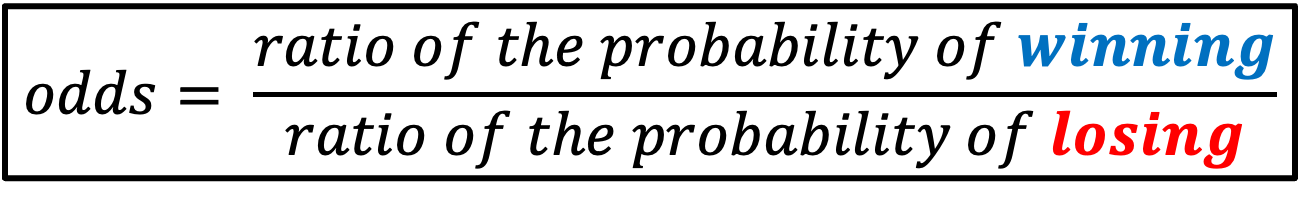 odds = ratio of the probability of winning
ratio of the probability of losing